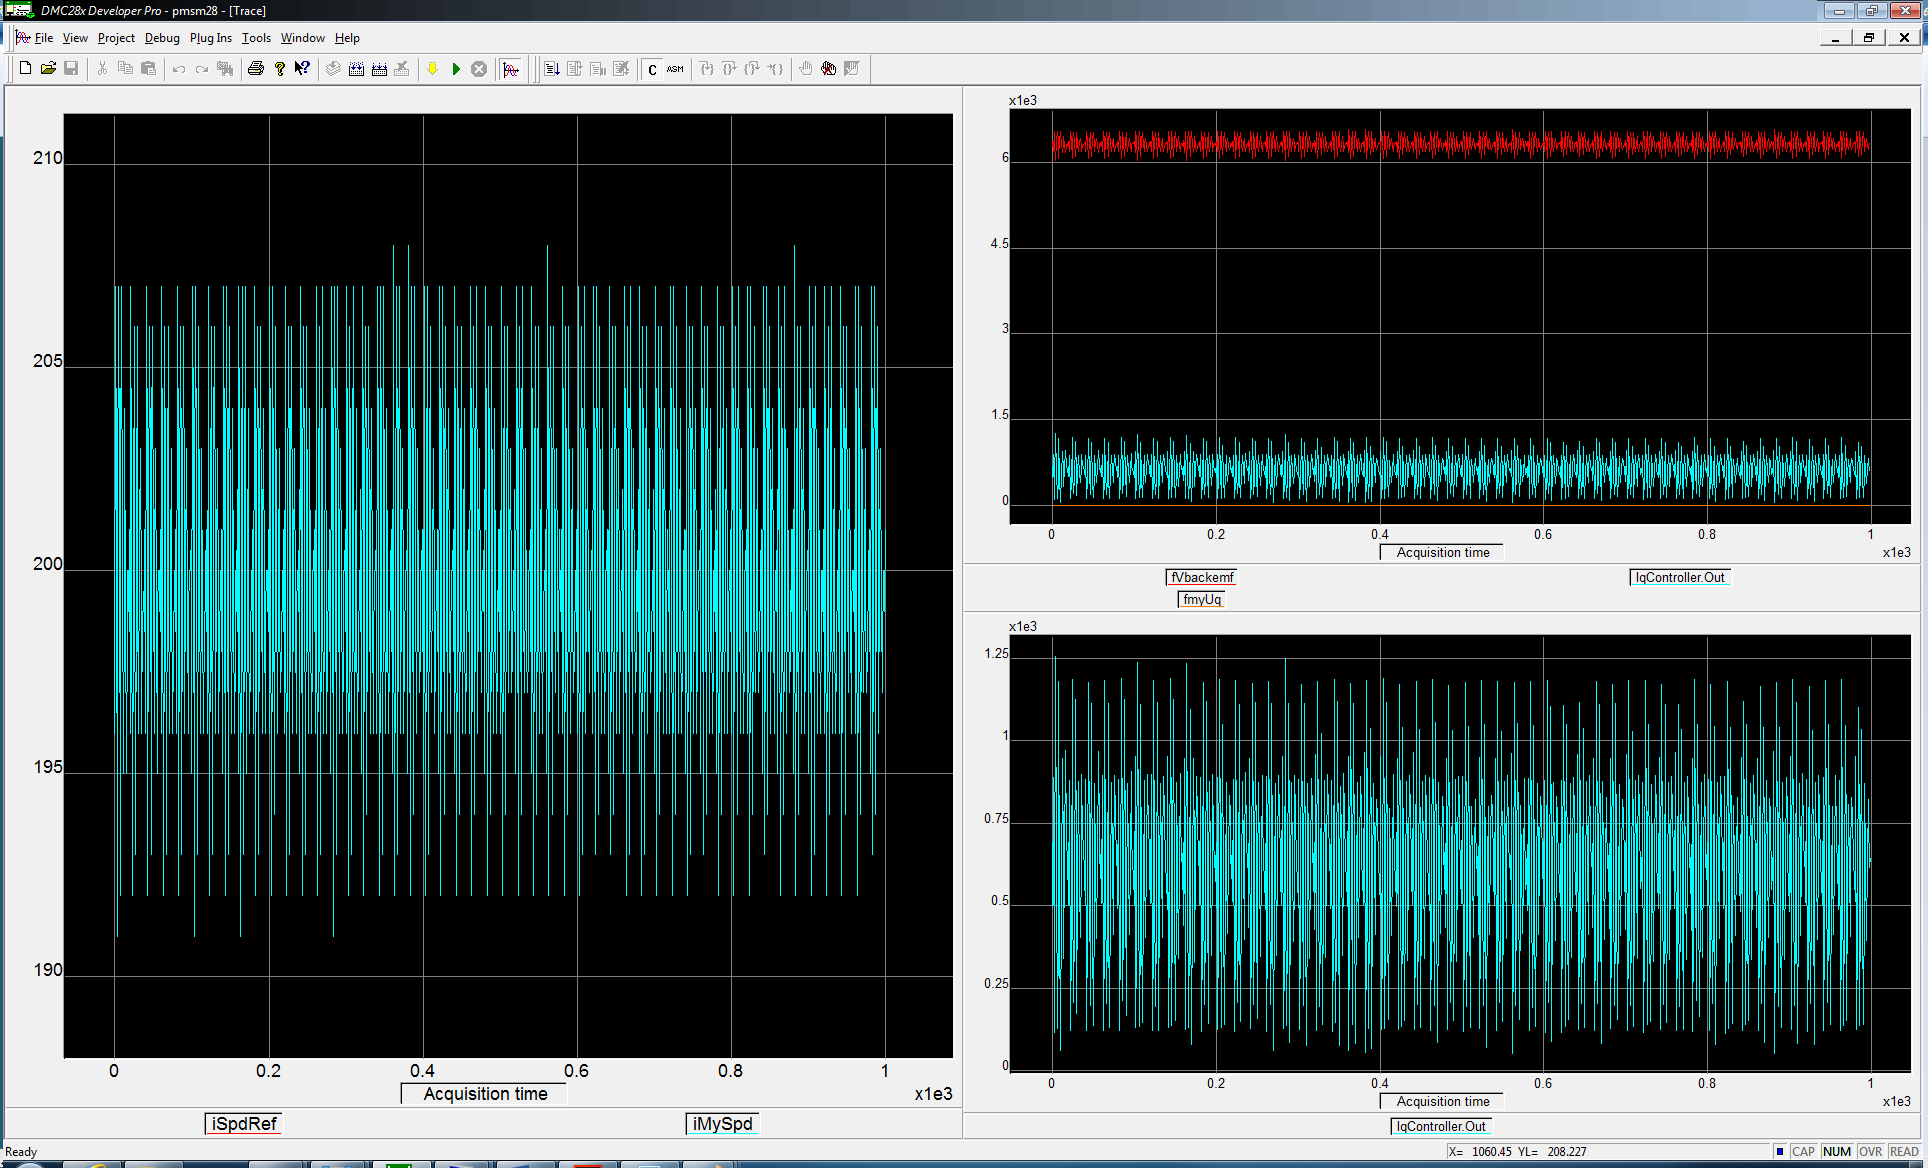 DMC28x Developer Pro - pmsm28 - [Trace]
File View Project Debug Plug Ins Tools Window Help
C ASM
210
205
200
195
190
0 0.2 0.4 0.6 0.8 1
Acquisition time
x1e3
iSpdRef iMySpd
x1e3
6
4.5
3
1.5
0
0 0.2 0.4 0.6 0.8 1
Acquisition time
x1e3
fVbackemf IqController.Out
fmyUq
x1e3
1.25
1
0.75
0.5
0.25
0
0 0.2 0.4 0.6 0.8 1
Acquisition time
x1e3
IqController.Out
Ready
X= 1060.45 YL= 208.227
CAP NUM OVR READ